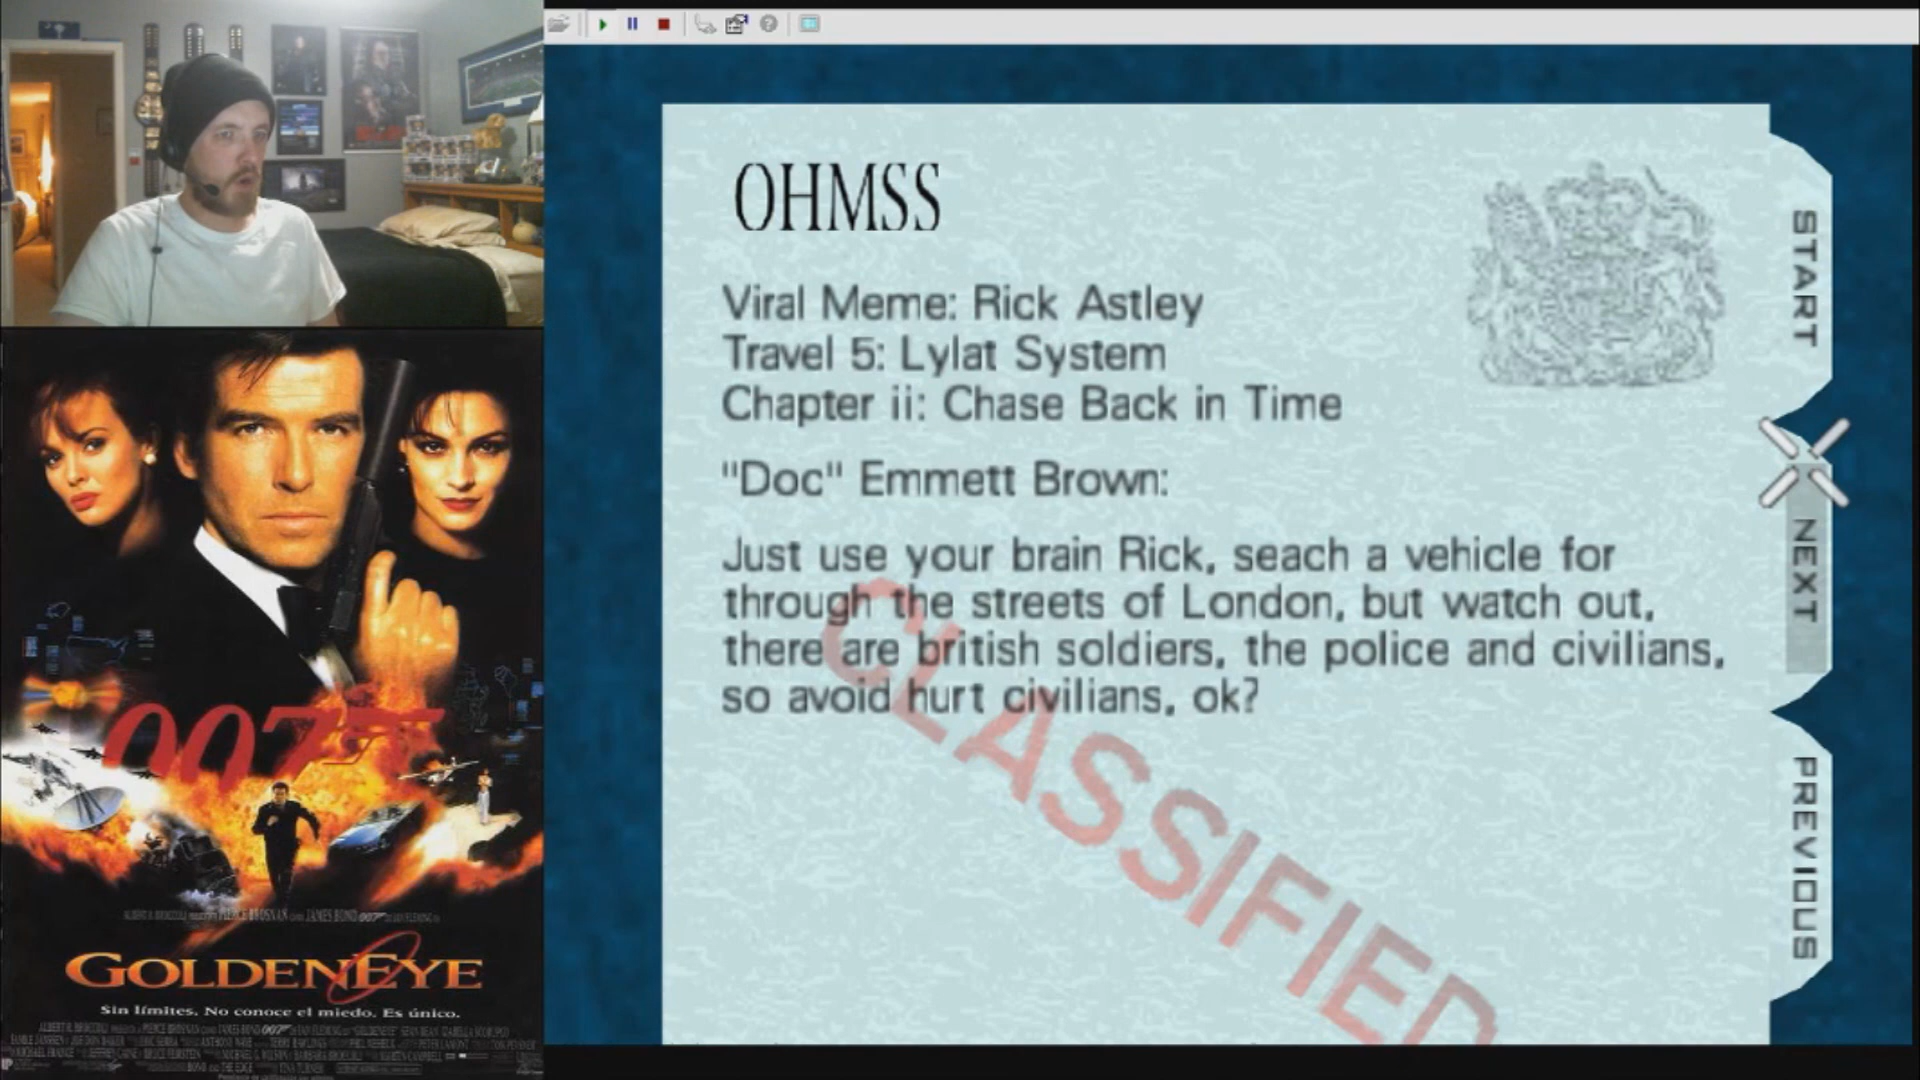 OHMSS
Viral Meme: Rick Astley
Travel 5: Lylat System
Chapter ii: Chase Back in Time
"Doc" Emmett Brown:
Just use your brain Rick, seach a vehicle for
through the streets of London, but watch out,
there are british soldiers, the police and civilians,
so avoid hurt civilians, ok?
CLASSIFIED
START
NEXT
PREVIOUS
007
GOLDENEYE
Sin límites. No conoce el miedo. Es único.